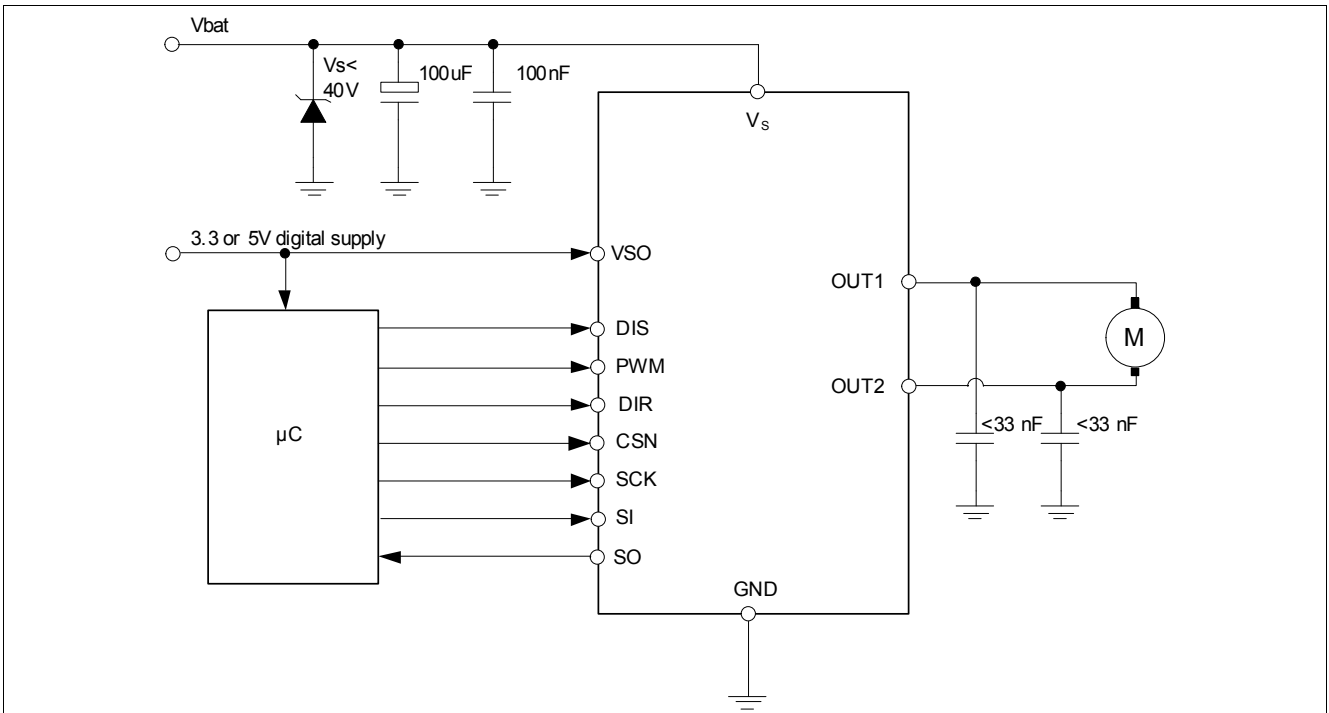 Vbat
Vs<
40V
100uF
100nF
V_S
3.3 or 5V digital supply
VSO
DIS
PWM
DIR
CSN
SCK
SI
SO
µC
GND
OUT1
OUT2
M
<33 nF
<33 nF